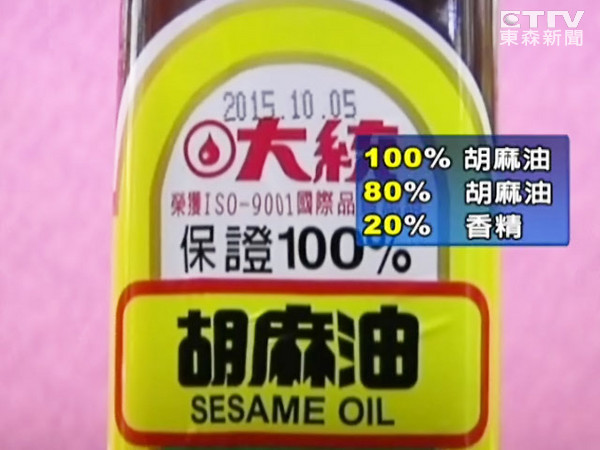 ETTV
東森新聞
2015.10.05
大統
榮獲ISO-9001國際品
保證100%
胡麻油
SESAME OIL
100% 胡麻油
80% 胡麻油
20% 香精